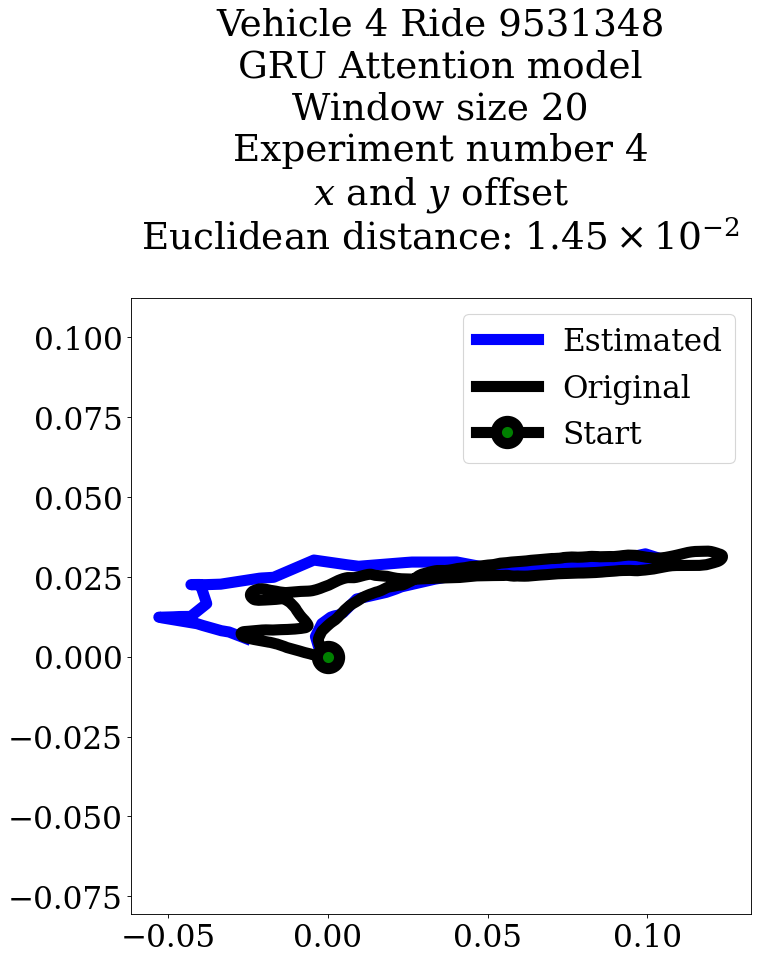 Vehicle 4 Ride 9531348
GRU Attention model
Window size 20
Experiment number 4
x and y offset
Euclidean distance: 1.45 × 10⁻²
Estimated
Original
Start
0.100
0.075
0.050
0.025
0.000
−0.025
−0.050
−0.075
−0.05 0.00 0.05 0.10